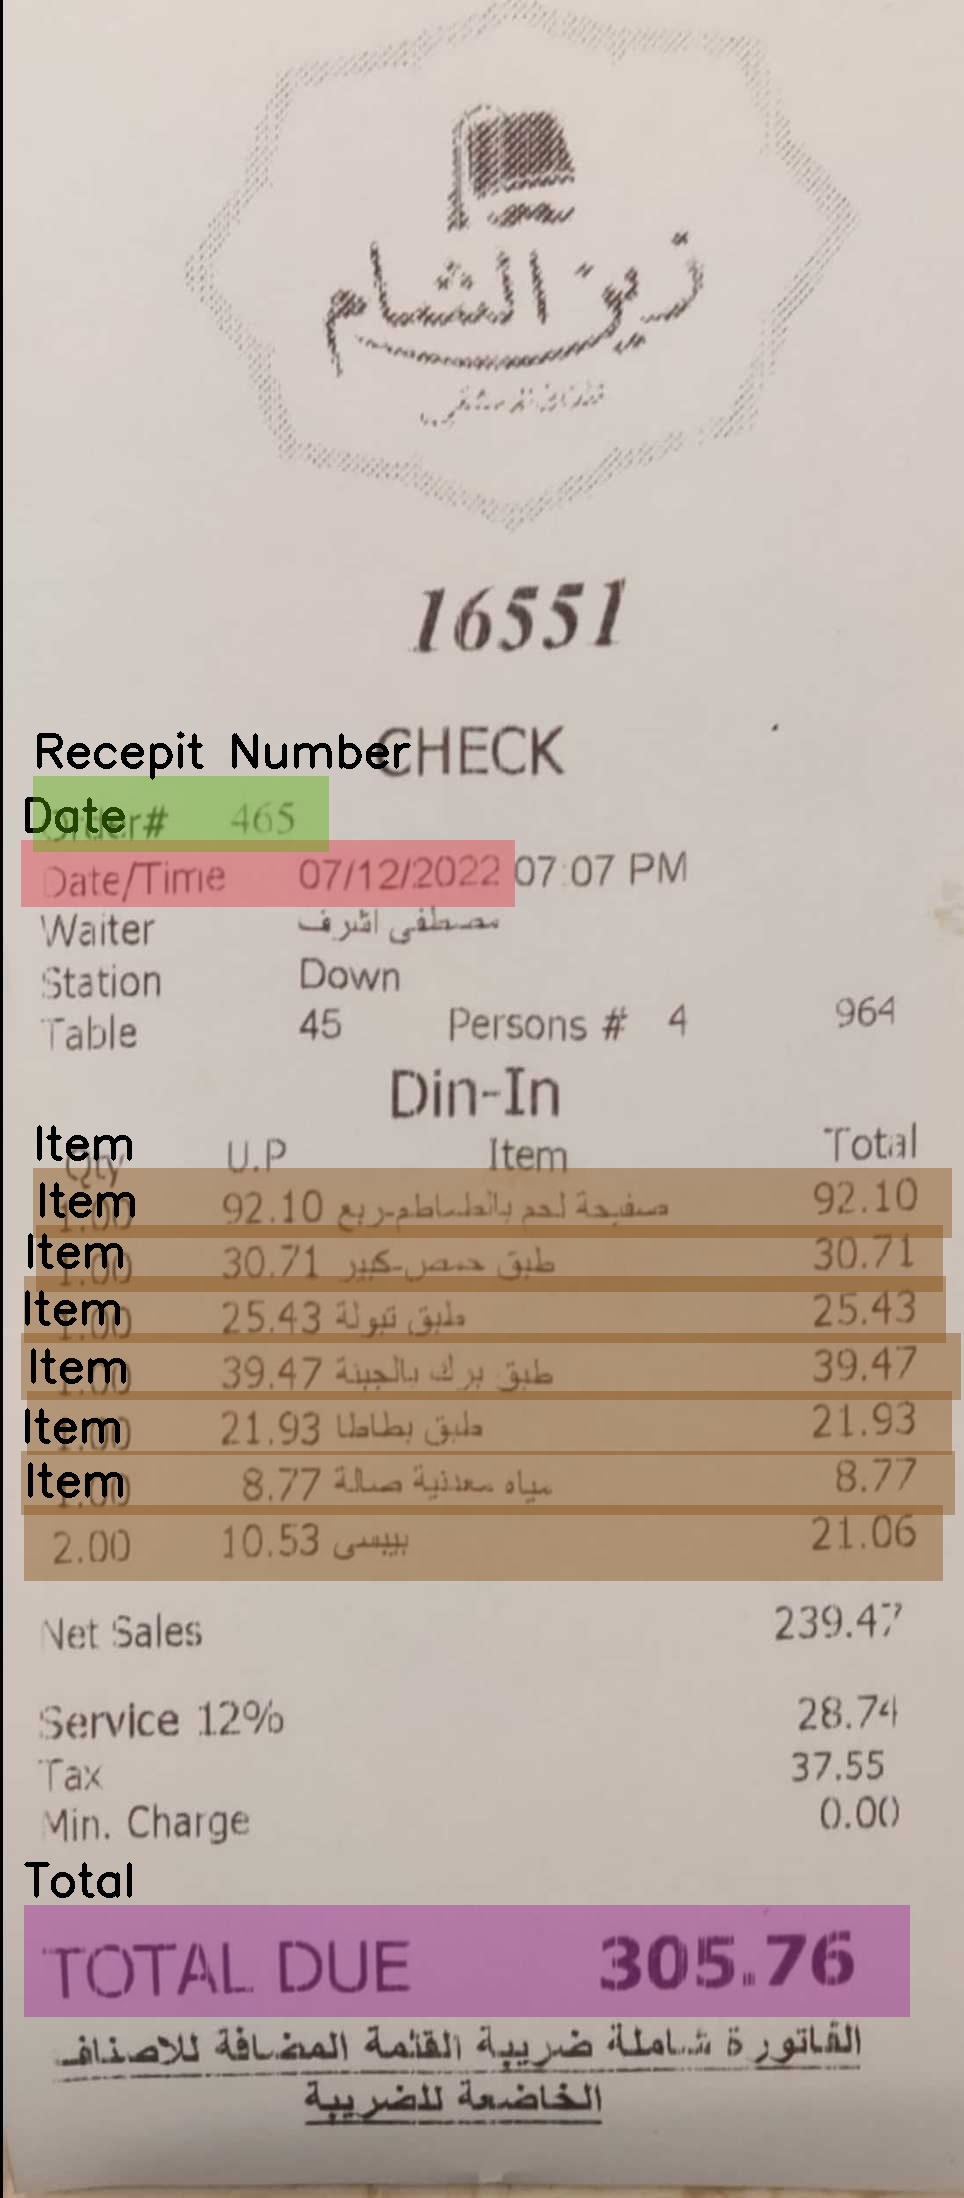 زين الشام
16551
Recepit Number
CHECK
Date
Order# 465
Date/Time 07/12/2022 07:07 PM
Waiter مصطفى اشرف
Station Down
Table 45 Persons # 4 964
Din-In
Item
Qty U.P Item Total
Item
1.00 92.10 صفيحة لحم بالطماطم-ربع 92.10
Item
1.00 30.71 طبق حمص-كبير 30.71
Item
1.00 25.43 طبق تبولة 25.43
Item
1.00 39.47 طبق برك بالجبنة 39.47
Item
1.00 21.93 طبق بطاطا 21.93
Item
1.00 8.77 مياه معدنية صالة 8.77
2.00 10.53 بيبسى 21.06
Net Sales 239.47
Service 12% 28.74
Tax 37.55
Min. Charge 0.00
Total
TOTAL DUE 305.76
الفاتورة شاملة ضريبة القئمة المضافة للاصناف
الخاضعة للضريبة